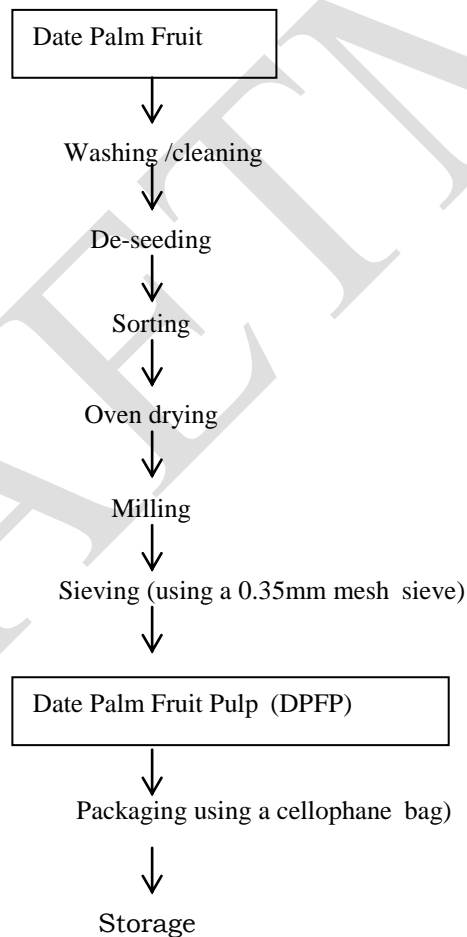 Date Palm Fruit
Washing /cleaning
De-seeding
Sorting
Oven drying
Milling
Sieving (using a 0.35mm mesh sieve)
Date Palm Fruit Pulp (DPFP)
Packaging using a cellophane bag)
Storage